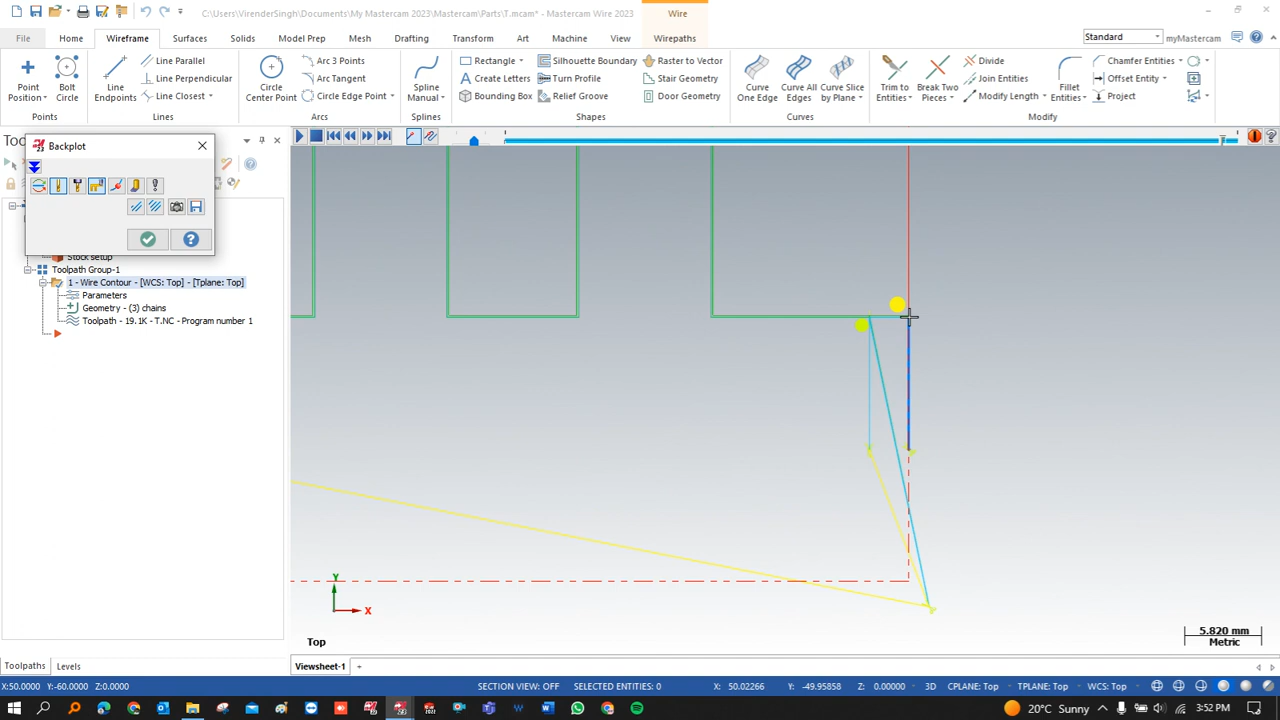 C:\Users\VirenderSingh\Documents\My Mastercam 2023\Mastercam\Parts\T.mcam* - Mastercam Wire 2023
Wire
File
Home
Wireframe
Surfaces
Solids
Model Prep
Mesh
Drafting
Transform
Art
Machine
View
Wirepaths
Standard
myMastercam
Point Position
Bolt Circle
Points
Line Endpoints
Line Parallel
Line Perpendicular
Line Closest
Lines
Circle Center Point
Arc 3 Points
Arc Tangent
Circle Edge Point
Arcs
Spline Manual
Splines
Rectangle
Create Letters
Bounding Box
Silhouette Boundary
Turn Profile
Relief Groove
Raster to Vector
Stair Geometry
Door Geometry
Shapes
Curve One Edge
Curve All Edges
Curve Slice by Plane
Curves
Trim to Entities
Break Two Pieces
Divide
Join Entities
Modify Length
Fillet Entities
Chamfer Entities
Offset Entity
Project
Modify
Backplot
Stock setup
Toolpath Group-1
1 - Wire Contour - [WCS: Top] - [Tplane: Top]
Parameters
Geometry - (3) chains
Toolpath - 19.1K - T.NC - Program number 1
Y
X
Top
5.820 mm
Metric
Toolpaths
Levels
Viewsheet-1
X:50.0000 Y:-60.0000 Z:0.0000
SECTION VIEW: OFF
SELECTED ENTITIES: 0
X: 50.02266
Y: -49.95858
Z: 0.00000
3D
CPLANE: Top
TPLANE: Top
WCS: Top
20°C Sunny
3:52 PM